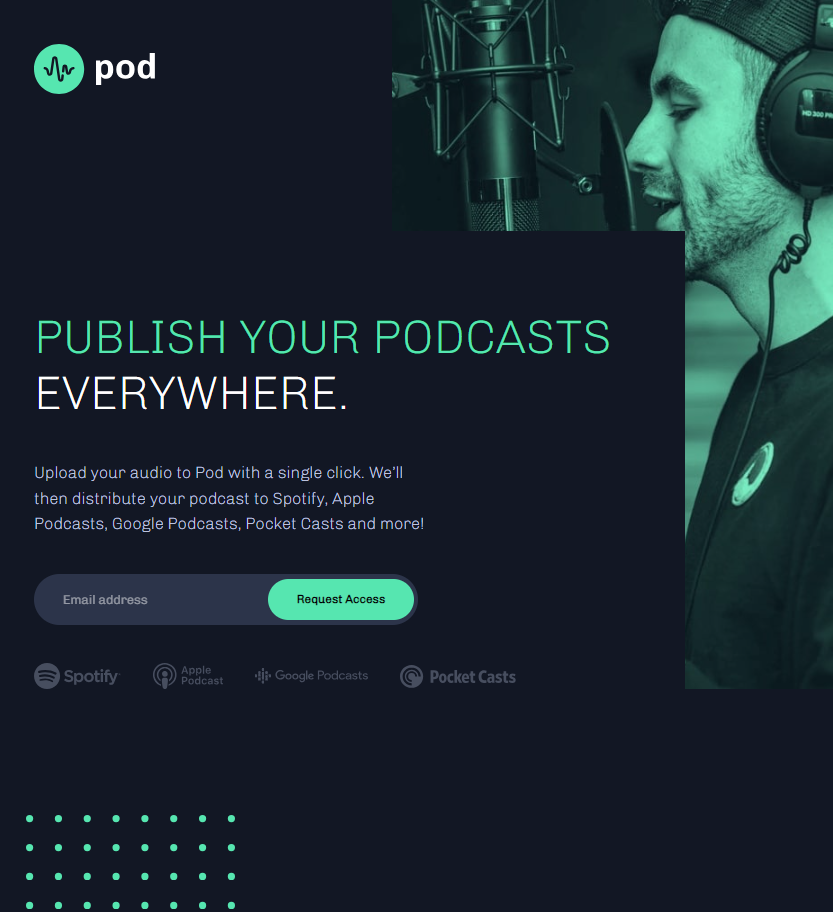 pod
HD 300 PR
PUBLISH YOUR PODCASTS
EVERYWHERE.
Upload your audio to Pod with a single click. We’ll
then distribute your podcast to Spotify, Apple
Podcasts, Google Podcasts, Pocket Casts and more!
Email address
Request Access
Spotify
Apple
Podcast
Google Podcasts
Pocket Casts